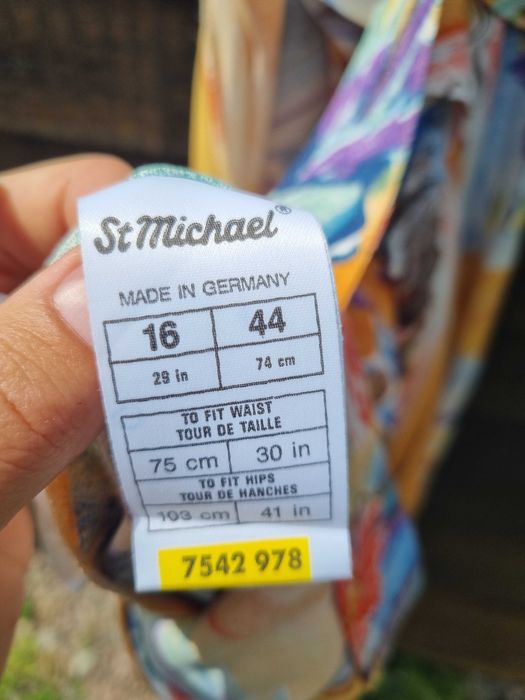 St Michael®
MADE IN GERMANY
16 44
29 in 74 cm
TO FIT WAIST
TOUR DE TAILLE
75 cm 30 in
TO FIT HIPS
TOUR DE HANCHES
103 cm 41 in
7542 978